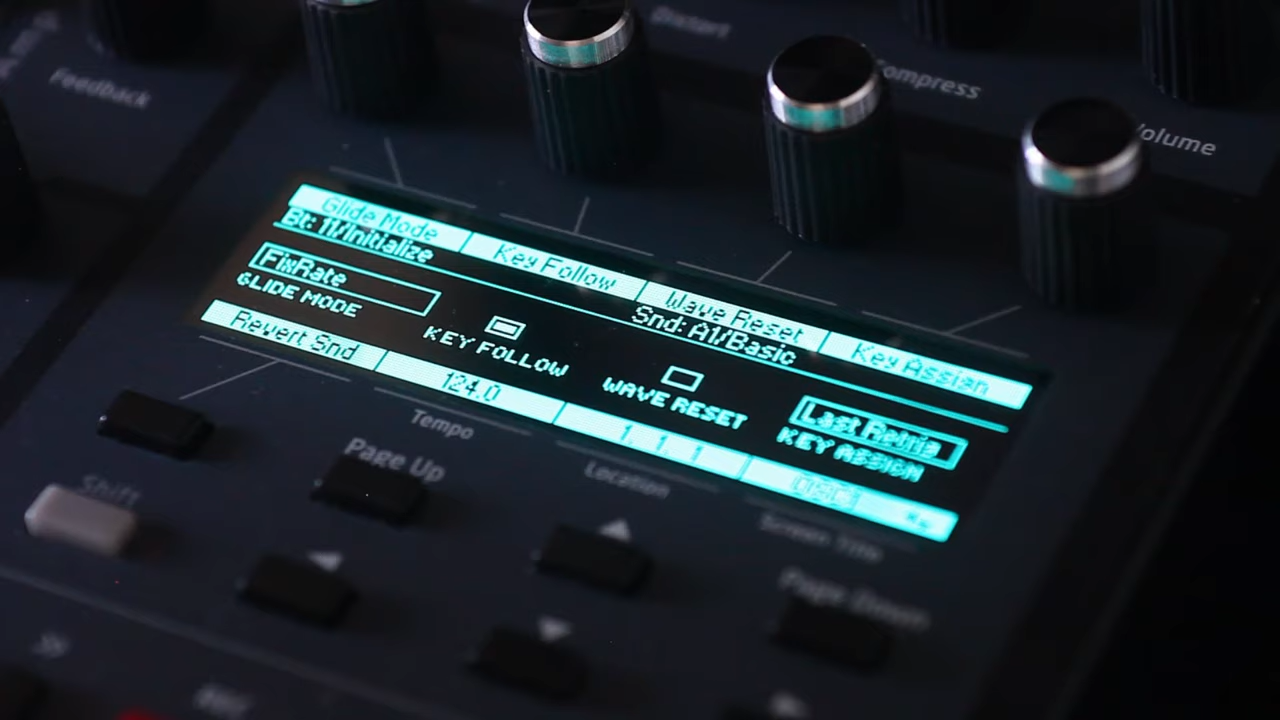 Feedback
Distort
Compress
Volume
Glide Mode Key Follow Wave Reset Key Assign
Bt: 11/Initialize Snd: A1/Basic
FixRate
GLIDE MODE KEY FOLLOW WAVE RESET KEY ASSIGN
Last Retrig
Revert Snd 124.0 1. 1. 1 OSC
Tempo Location Screen Title
Shift Page Up Page Down